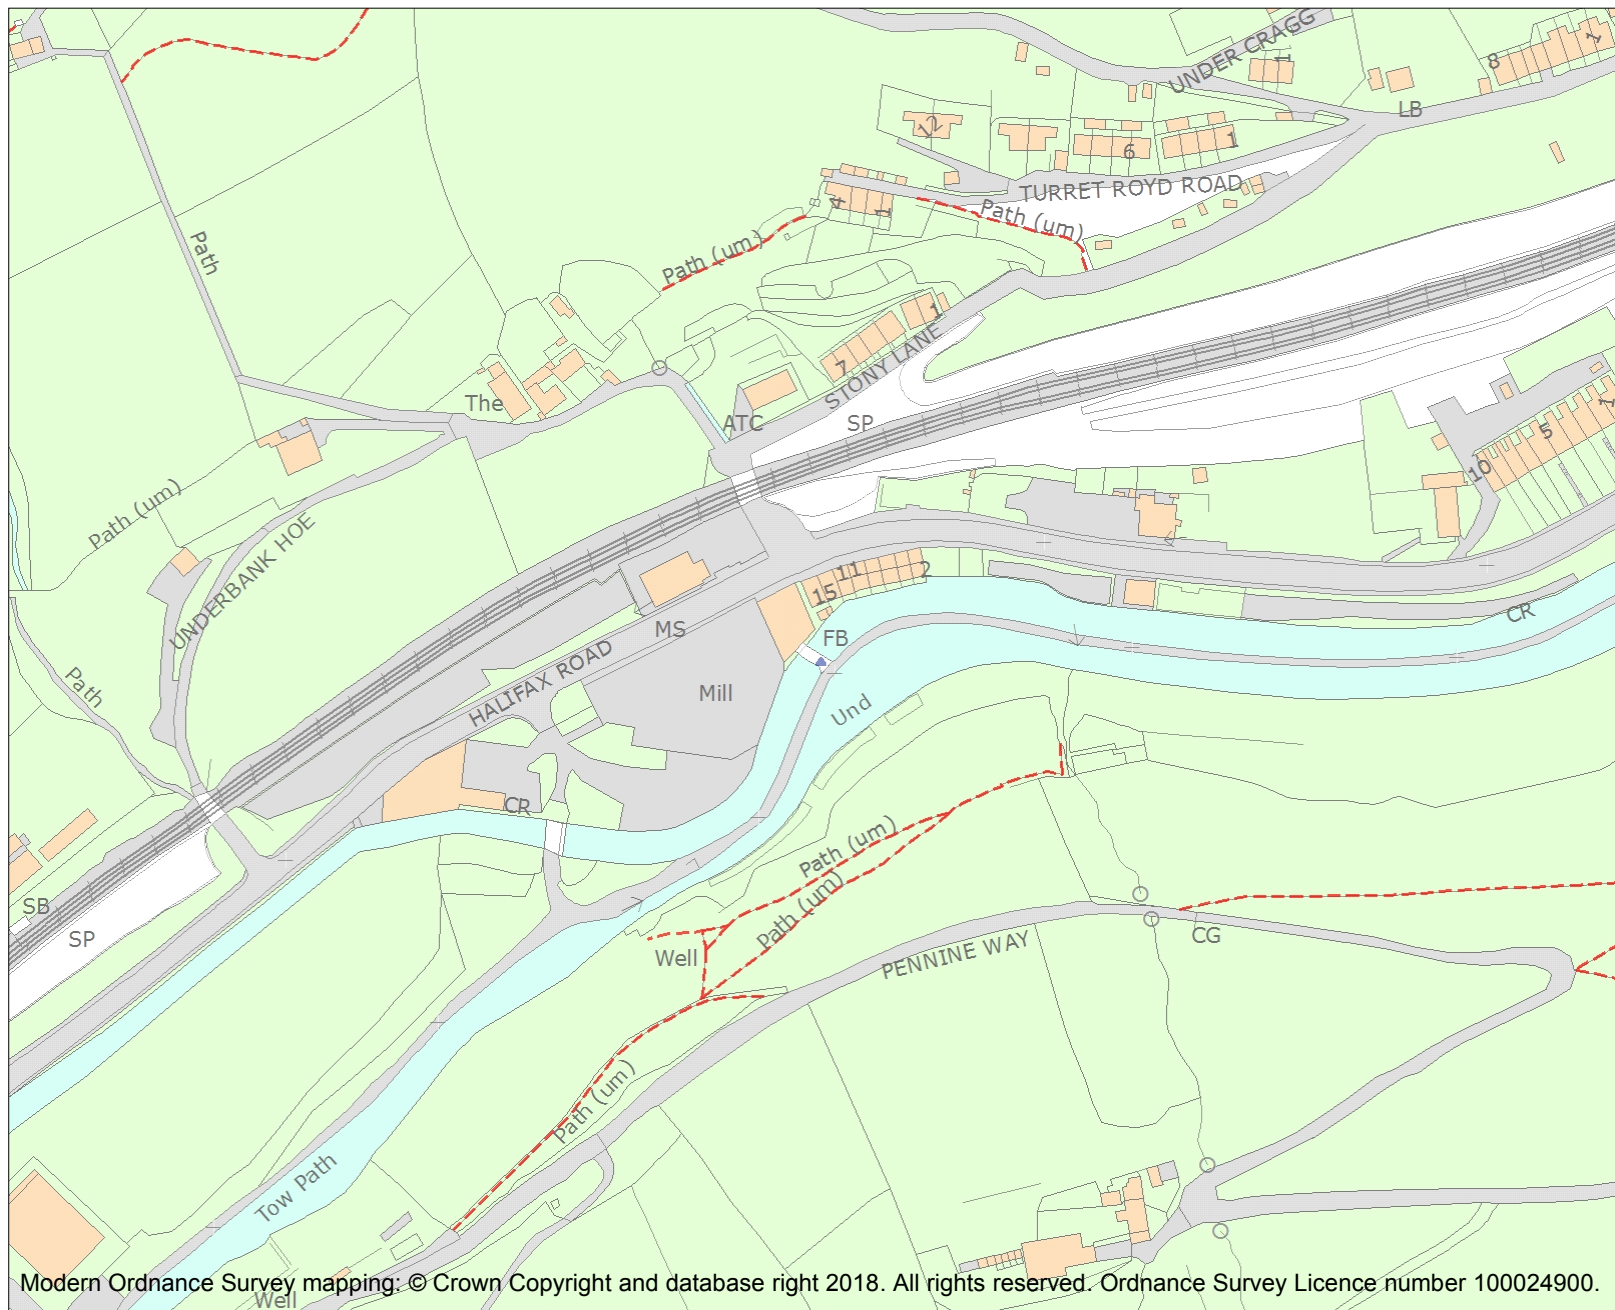 UNDER CRAGG
1
8
1
LB
12
6
1
TURRET ROYD ROAD
Path (um)
4
1
Path (um)
Path
1
7
STONY LANE
The
ATC
SP
1
5
10
Path (um)
UNDERBANK HOE
11
2
15
MS
FB
CR
Path
HALIFAX ROAD
Mill
Und
CR
Path (um)
Path (um)
SB
SP
Well
PENNINE WAY
CG
Path (um)
Tow Path
Well
Modern Ordnance Survey mapping: © Crown Copyright and database right 2018. All rights reserved. Ordnance Survey Licence number 100024900.